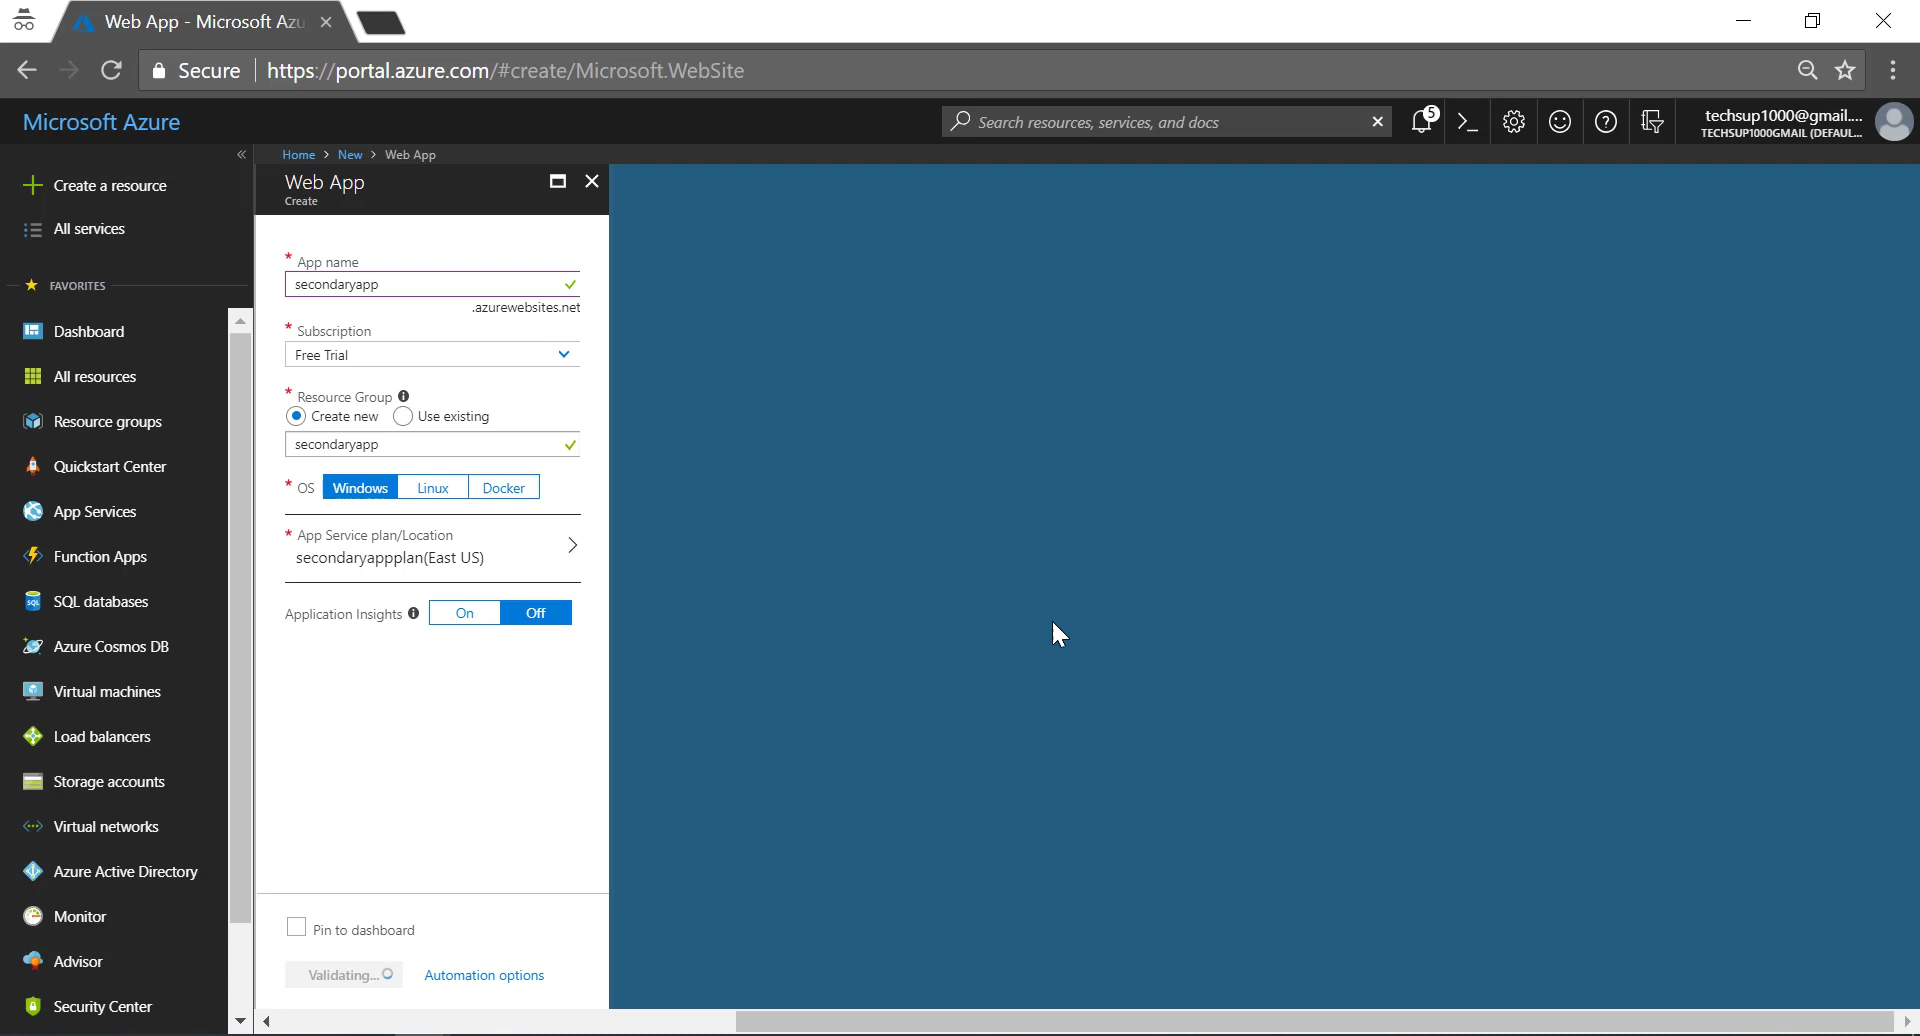 Web App - Microsoft Azu
Secure
https://portal.azure.com/#create/Microsoft.WebSite
Microsoft Azure
Search resources, services, and docs
5
techsup1000@gmail....
TECHSUP1000GMAIL (DEFAUL...
Home > New > Web App
Create a resource
All services
FAVORITES
Dashboard
All resources
Resource groups
Quickstart Center
App Services
Function Apps
SQL databases
Azure Cosmos DB
Virtual machines
Load balancers
Storage accounts
Virtual networks
Azure Active Directory
Monitor
Advisor
Security Center
Web App
Create
* App name
secondaryapp
.azurewebsites.net
* Subscription
Free Trial
* Resource Group
Create new Use existing
secondaryapp
* OS Windows Linux Docker
* App Service plan/Location
secondaryappplan(East US)
Application Insights On Off
Pin to dashboard
Validating... Automation options